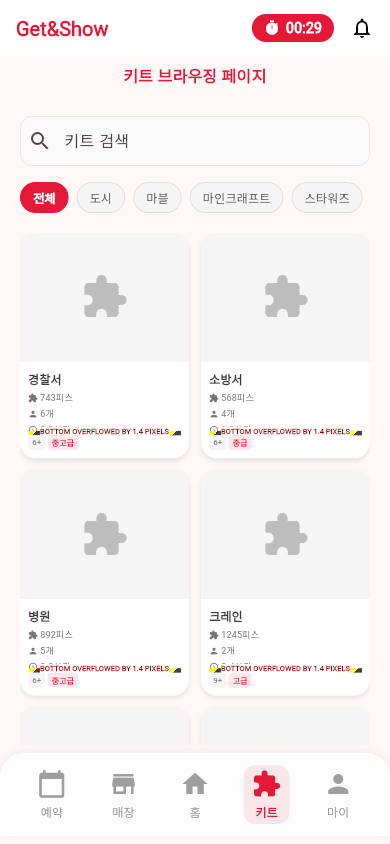 Get&Show
00:29
키트 브라우징 페이지
키트 검색
전체 도시 마블 마인크래프트 스타워즈
경찰서
743피스
6개
BOTTOM OVERFLOWED BY 1.4 PIXELS
6+ 중고급
소방서
568피스
4개
BOTTOM OVERFLOWED BY 1.4 PIXELS
6+ 중급
병원
892피스
5개
BOTTOM OVERFLOWED BY 1.4 PIXELS
6+ 중고급
크레인
1245피스
2개
BOTTOM OVERFLOWED BY 1.4 PIXELS
9+ 고급
예약 매장 홈 키트 마이